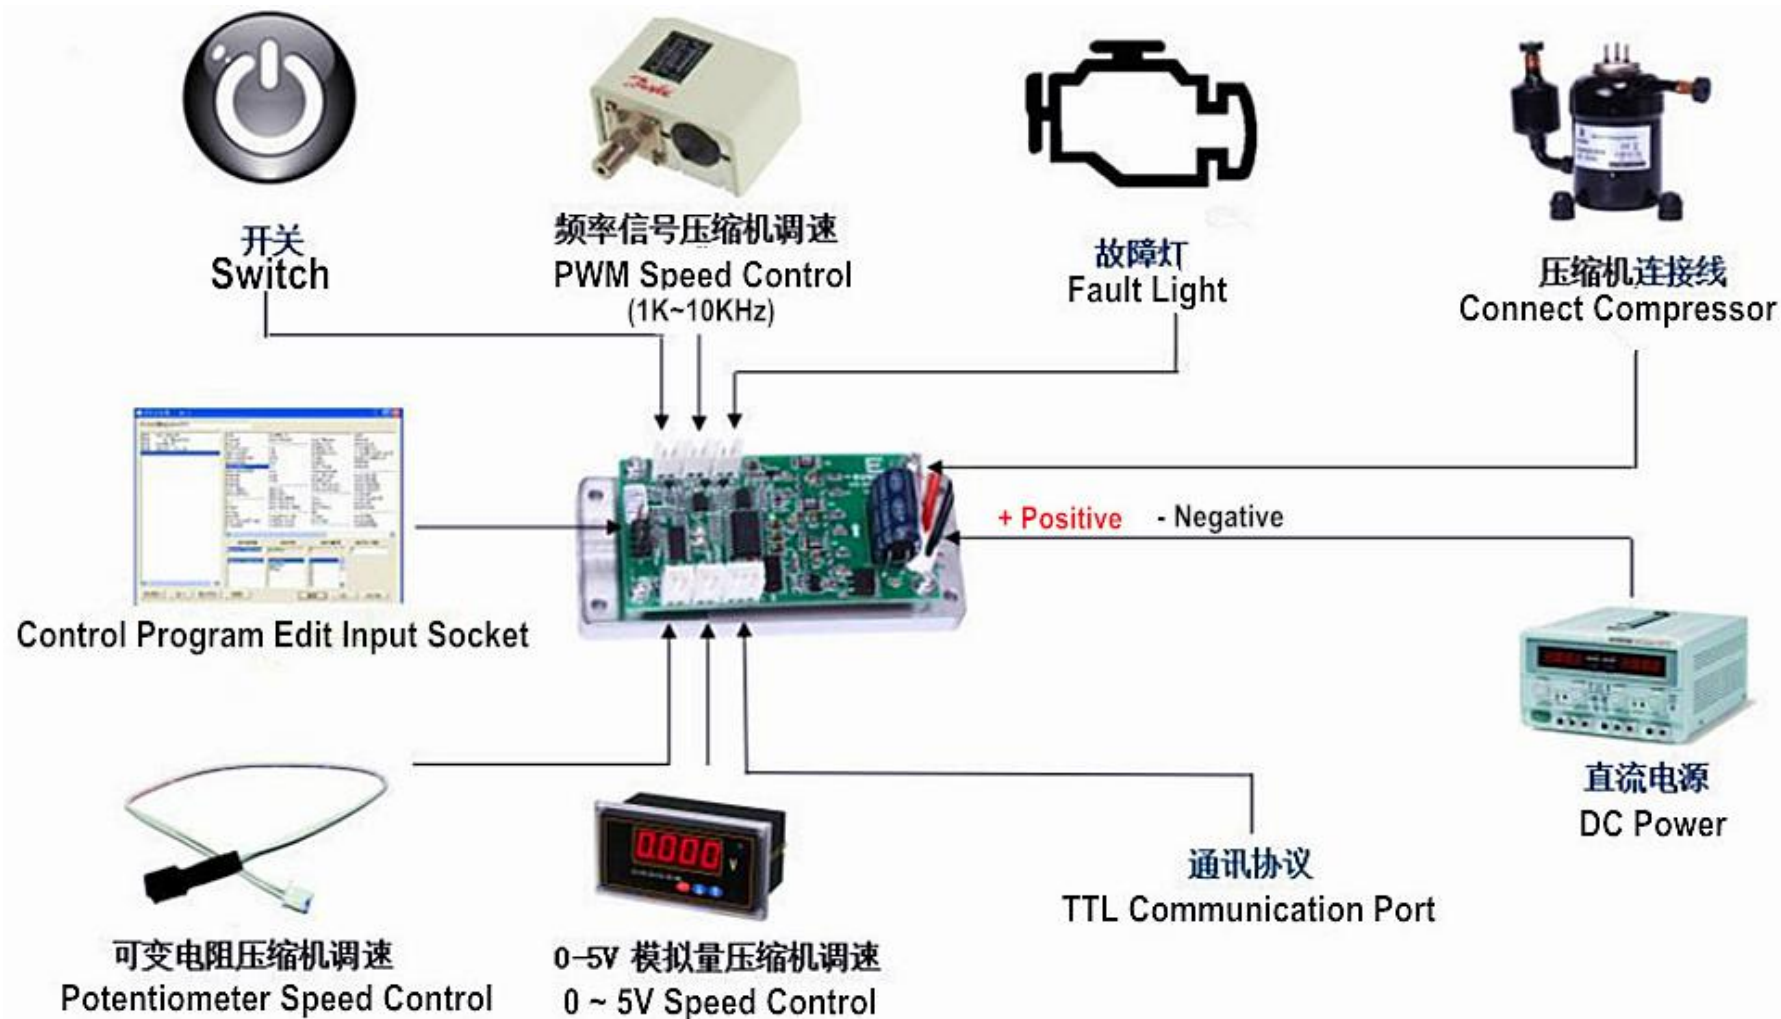 开关
Switch
频率信号压缩机调速
PWM Speed Control
(1K~10KHz)
故障灯
Fault Light
压缩机连接线
Connect Compressor
+ Positive - Negative
Control Program Edit Input Socket
直流电源
DC Power
0.000 V
通讯协议
TTL Communication Port
可变电阻压缩机调速
Potentiometer Speed Control
0-5V 模拟量压缩机调速
0 ~ 5V Speed Control